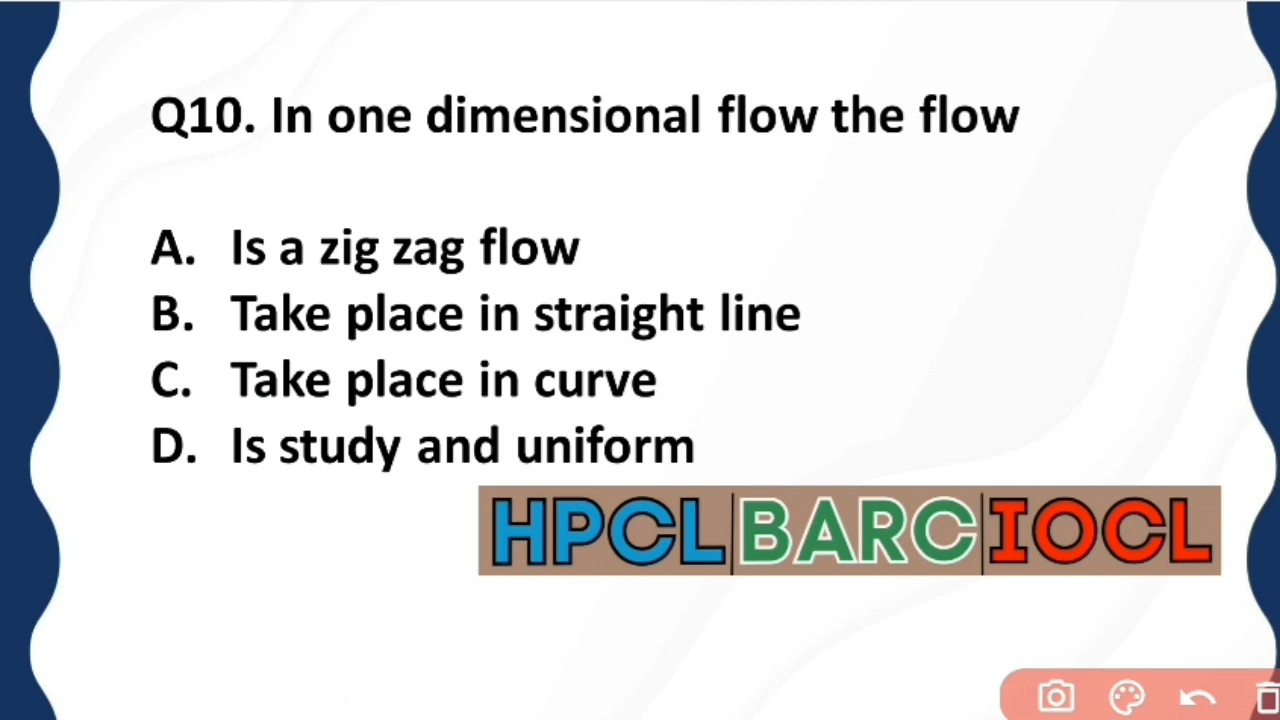 Q10. In one dimensional flow the flow
A. Is a zig zag flow
B. Take place in straight line
C. Take place in curve
D. Is study and uniform
HPCL BARC IOCL